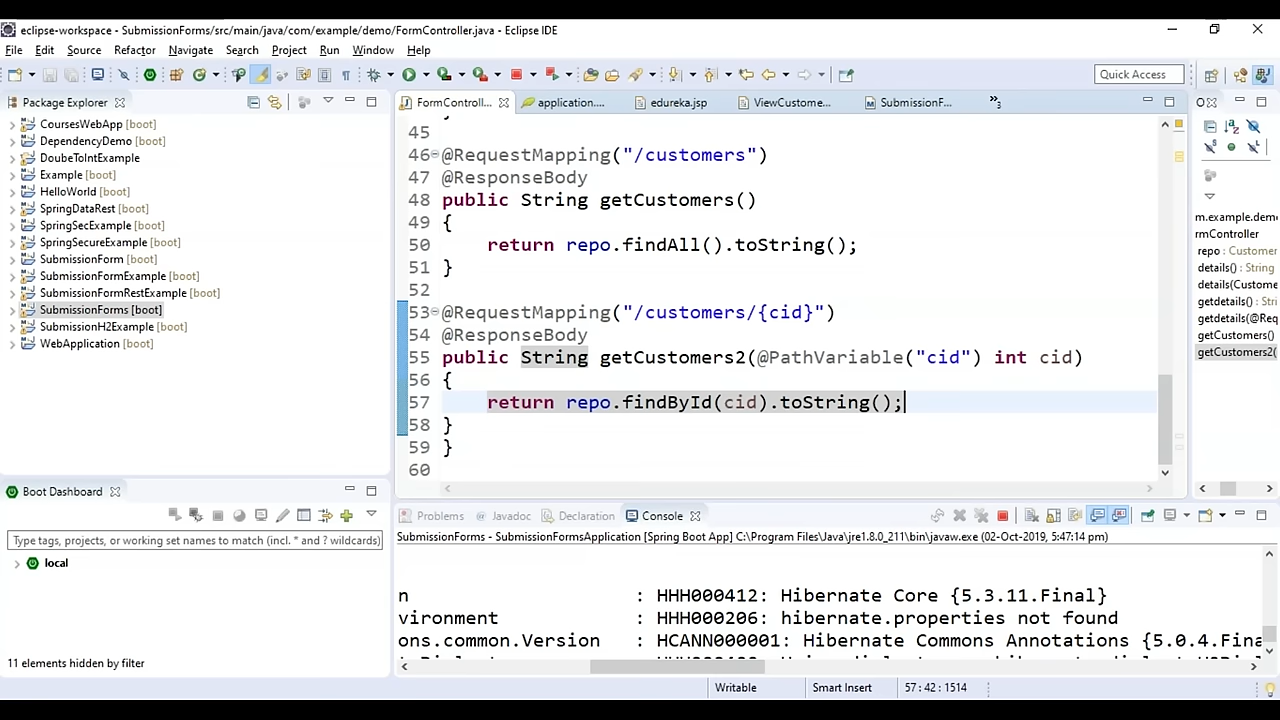 eclipse-workspace - SubmissionForms/src/main/java/com/example/demo/FormController.java - Eclipse IDE
File Edit Source Refactor Navigate Search Project Run Window Help
Quick Access
Package Explorer
CoursesWebApp [boot]
DependencyDemo [boot]
DoubeToIntExample
Example [boot]
HelloWorld [boot]
SpringDataRest [boot]
SpringSecExample [boot]
SpringSecureExample [boot]
SubmissionForm [boot]
SubmissionFormExample [boot]
SubmissionFormRestExample [boot]
SubmissionForms [boot]
SubmissionH2Example [boot]
WebApplication [boot]
FormControll... application.... edureka.jsp ViewCustome... SubmissionF... »3
45
46 @RequestMapping("/customers")
47 @ResponseBody
48 public String getCustomers()
49 {
50 return repo.findAll().toString();
51 }
52
53 @RequestMapping("/customers/{cid}")
54 @ResponseBody
55 public String getCustomers2(@PathVariable("cid") int cid)
56 {
57 return repo.findById(cid).toString();
58 }
59 }
60
m.example.demo
rmController
repo : Customer
details() : String
details(Custome
getdetails() : Stri
getdetails(@Req
getCustomers()
getCustomers2(
Boot Dashboard
Type tags, projects, or working set names to match (incl. * and ? wildcards)
local
11 elements hidden by filter
Problems Javadoc Declaration Console
SubmissionForms - SubmissionFormsApplication [Spring Boot App] C:\Program Files\Java\jre1.8.0_211\bin\javaw.exe (02-Oct-2019, 5:47:14 pm)
n : HHH000412: Hibernate Core {5.3.11.Final}
vironment : HHH000206: hibernate.properties not found
ons.common.Version : HCANN000001: Hibernate Commons Annotations {5.0.4.Fina
Writable Smart Insert 57 : 42 : 1514